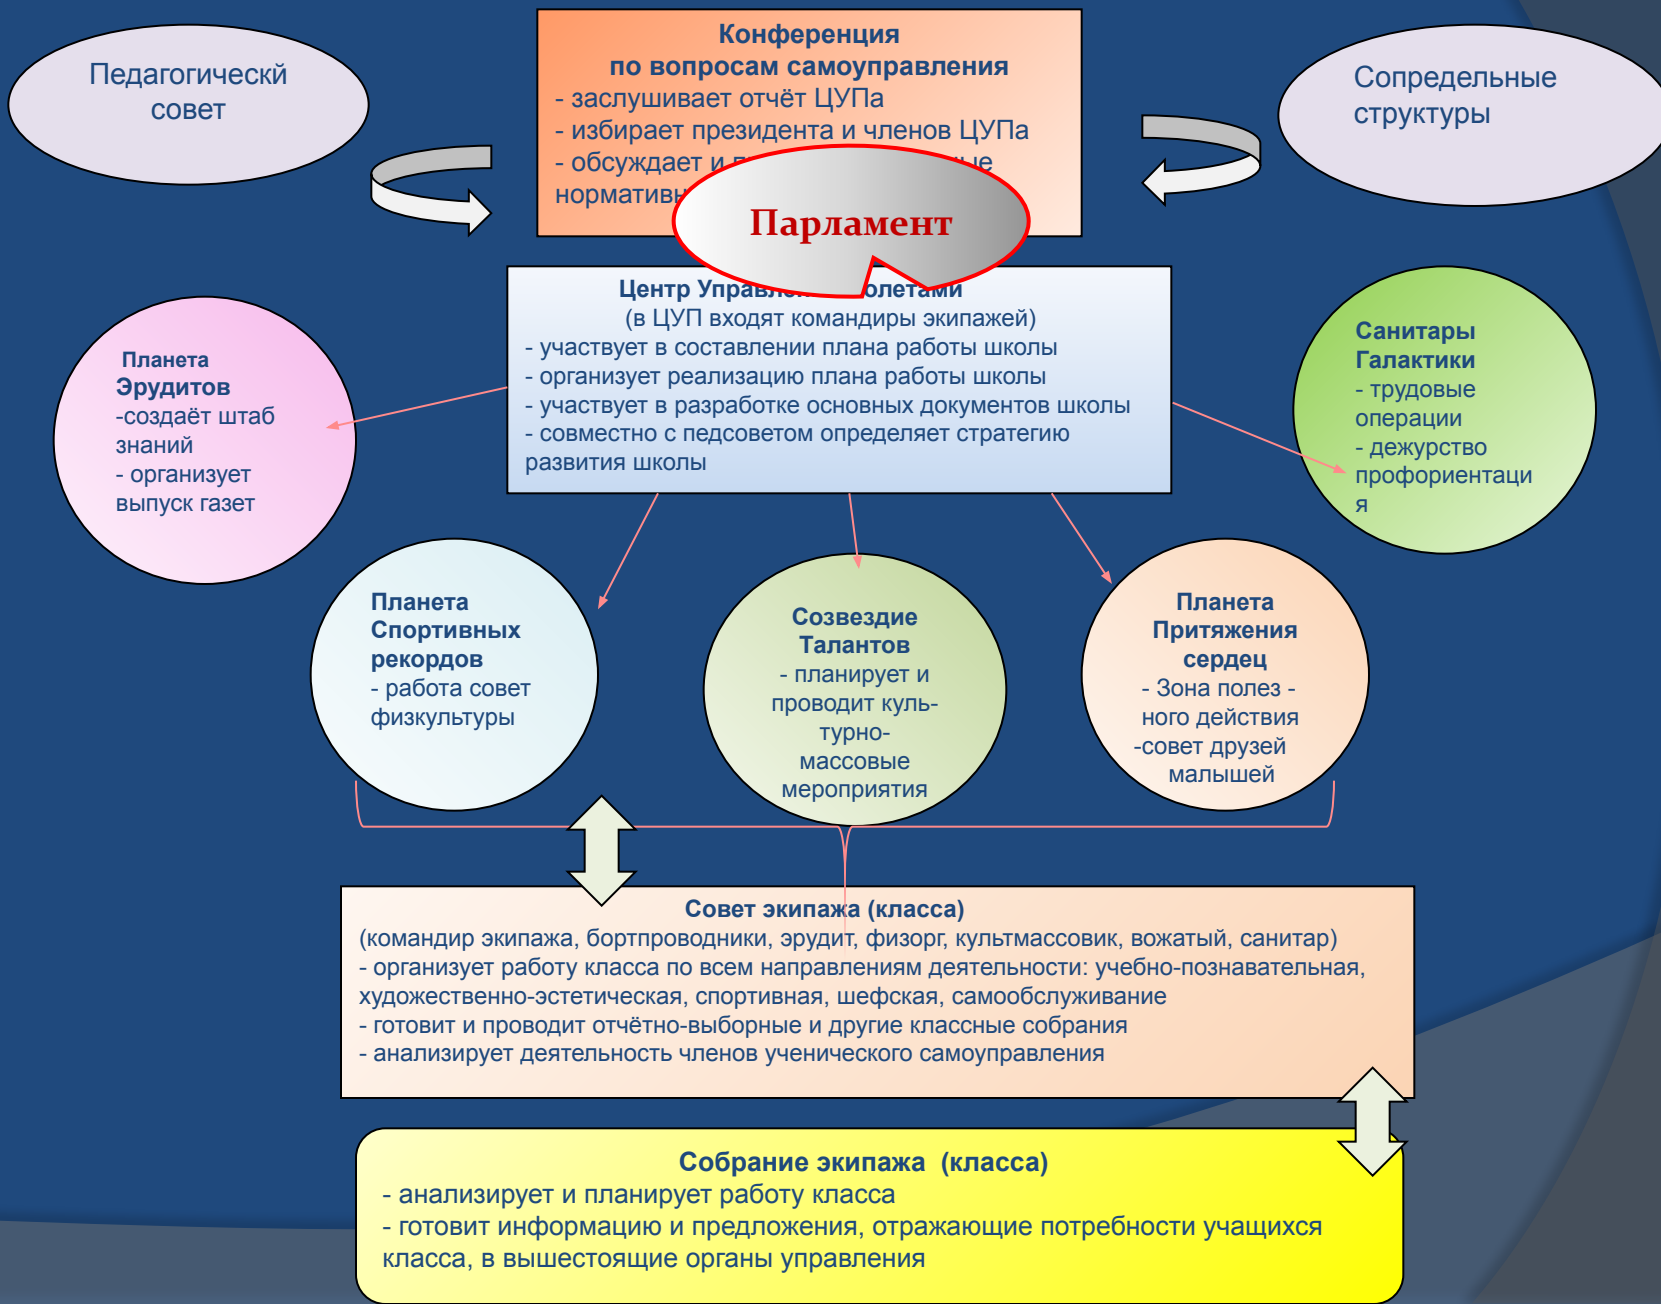 Педагогическй
совет
Конференция
по вопросам самоуправления
- заслушивает отчёт ЦУПа
- избирает президента и членов ЦУПа
- обсуждает и
Сопредельные
структуры
Парламент
Центр
(в ЦУП входят командиры экипажей)
- участвует в составлении плана работы школы
- организует реализацию плана работы школы
- участвует в разработке основных документов школы
- совместно с педсоветом определяет стратегию
развития школы
Планета
Эрудитов
-создаёт штаб
знаний
- организует
выпуск газет
Санитары
Галактики
- трудовые
операции
- дежурство
профориентаци
я
Планета
Спортивных
рекордов
- работа совет
физкультуры
Созвездие
Талантов
- планирует и
проводит куль-
турно-
массовые
мероприятия
Планета
Притяжения
сердец
- Зона полез -
ного действия
-совет друзей
малышей
Совет экипажа (класса)
(командир экипажа, бортпроводники, эрудит, физорг, культмассовик, вожатый, санитар)
- организует работу класса по всем направлениям деятельности: учебно-познавательная,
художественно-эстетическая, спортивная, шефская, самообслуживание
- готовит и проводит отчётно-выборные и другие классные собрания
- анализирует деятельность членов ученического самоуправления
Собрание экипажа (класса)
- анализирует и планирует работу класса
- готовит информацию и предложения, отражающие потребности учащихся
класса, в вышестоящие органы управления